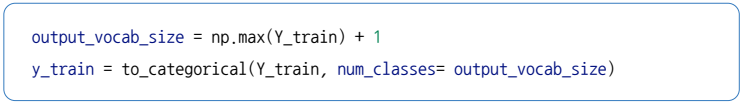 output_vocab_size = np.max(Y_train) + 1
y_train = to_categorical(Y_train, num_classes= output_vocab_size)